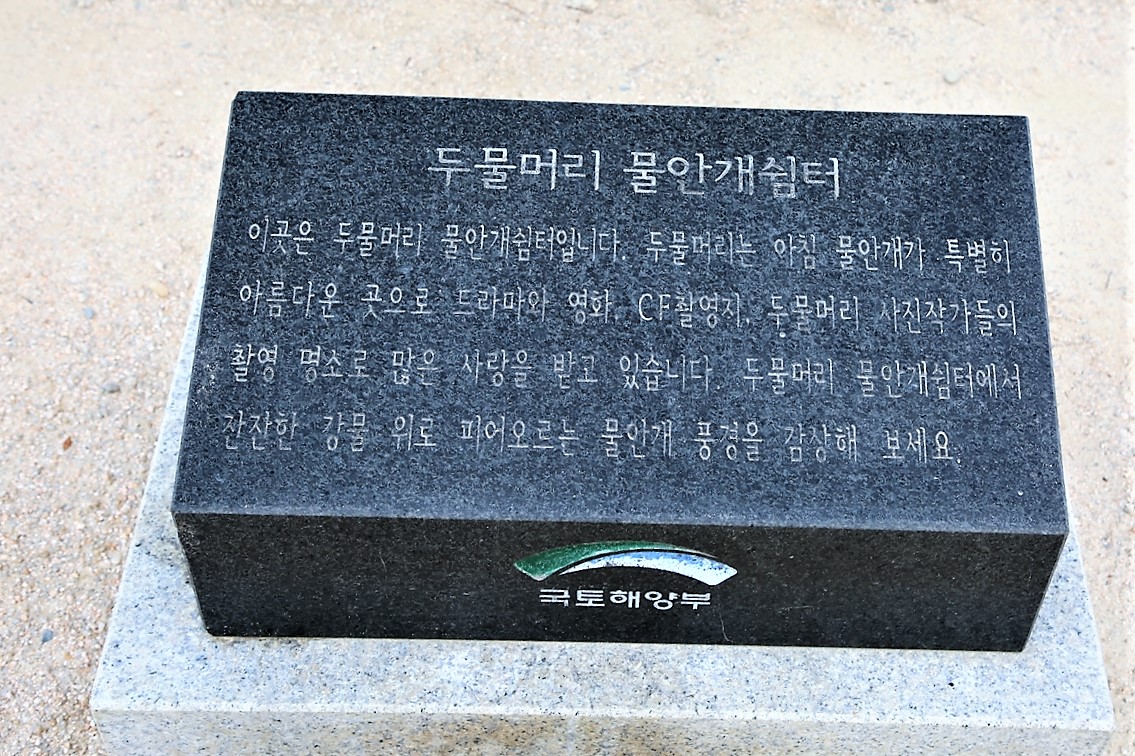 두물머리 물안개쉼터
이곳은 두물머리 물안개쉼터입니다. 두물머리는 아침 물안개가 특별히
아름다운 곳으로 드라마와 영화, CF촬영지, 두물머리 사진작가들의
촬영 명소로 많은 사랑을 받고 있습니다. 두물머리 물안개쉼터에서
잔잔한 강물 위로 피어오르는 물안개 풍경을 감상해 보세요.
국토해양부